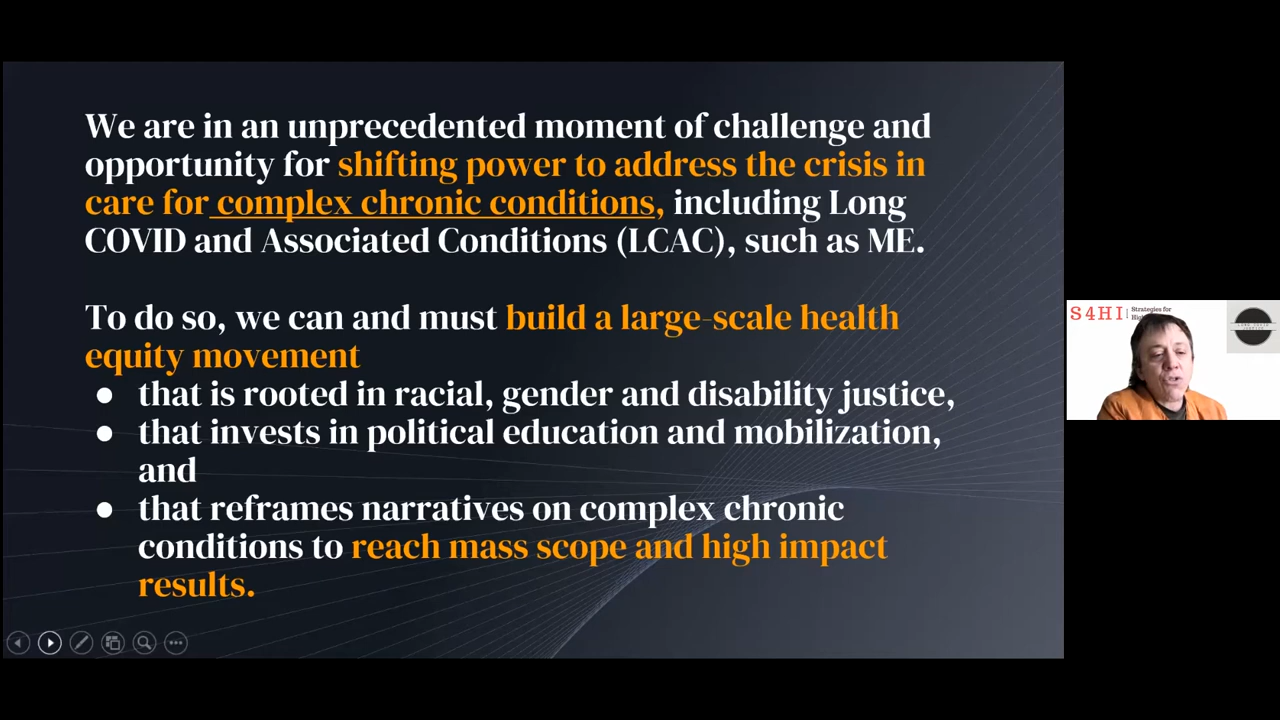 We are in an unprecedented moment of challenge and
opportunity for shifting power to address the crisis in
care for complex chronic conditions, including Long
COVID and Associated Conditions (LCAC), such as ME.
To do so, we can and must build a large-scale health
equity movement
● that is rooted in racial, gender and disability justice,
● that invests in political education and mobilization,
and
● that reframes narratives on complex chronic
conditions to reach mass scope and high impact
results.
S4HI
Strategies for